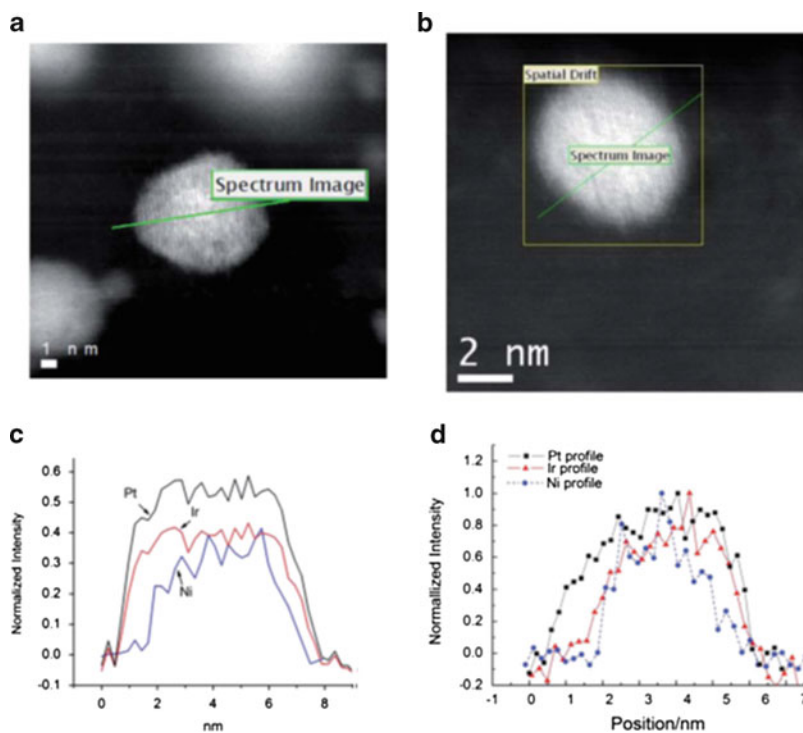 a
Spectrum Image
1 nm
b
Spatial Drift
Spectrum Image
2 nm
c
0.6
0.5
0.4
0.3
0.2
0.1
0.0
-0.1
Normalized Intensity
Pt
Ir
Ni
0 2 4 6 8
nm
d
Pt profile
Ir profile
Ni profile
1.2
1.0
0.8
0.6
0.4
0.2
0.0
-0.2
Normallized Intensity
-1 0 1 2 3 4 5 6 7
Position/nm